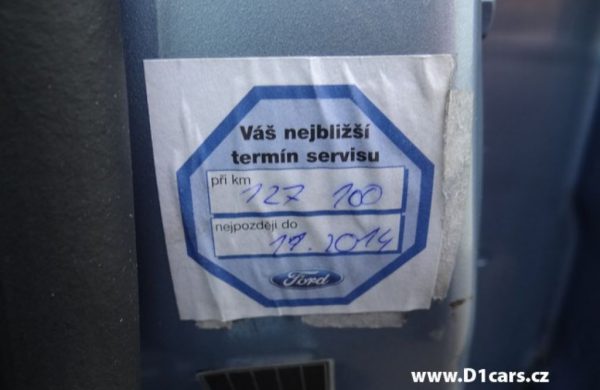 Váš nejbližší
termín servisu
při km
127 100
nejpozději do
11.2014
Ford
www.D1cars.cz